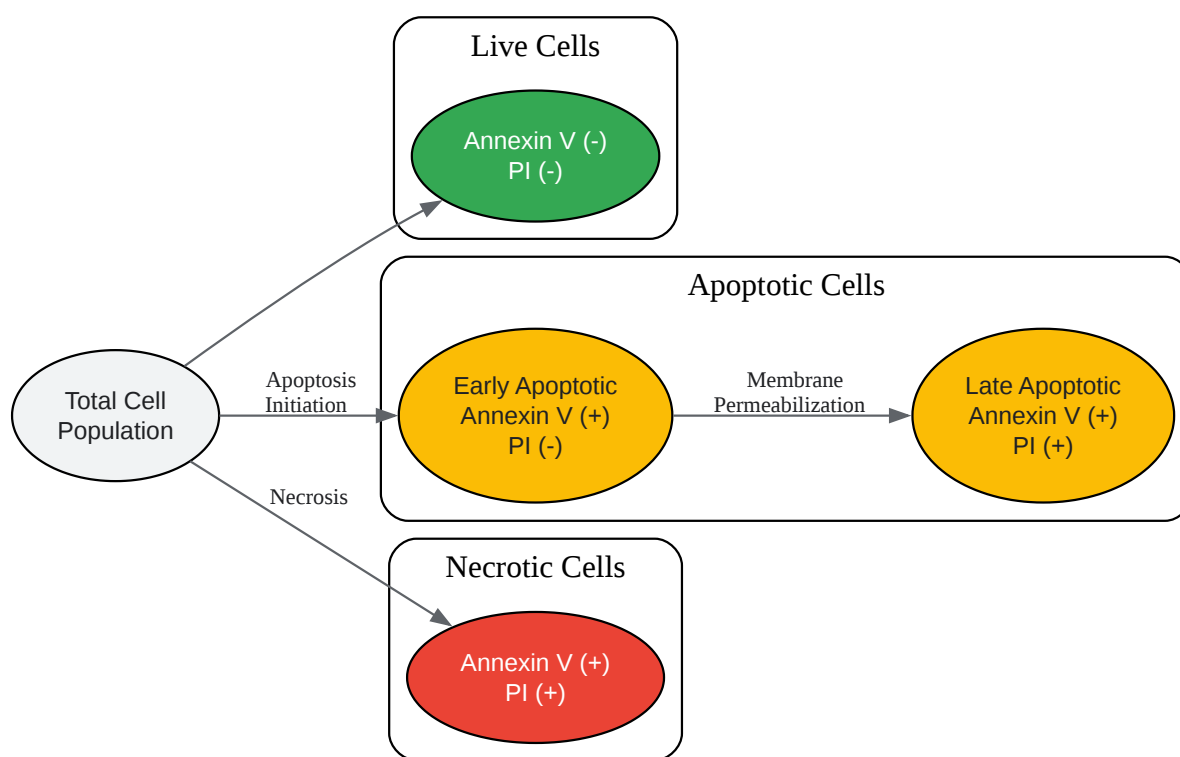 Live Cells
Annexin V (-)
PI (-)
Apoptotic Cells
Total Cell
Population
Apoptosis
Initiation
Early Apoptotic
Annexin V (+)
PI (-)
Membrane
Permeabilization
Late Apoptotic
Annexin V (+)
PI (+)
Necrosis
Necrotic Cells
Annexin V (+)
PI (+)